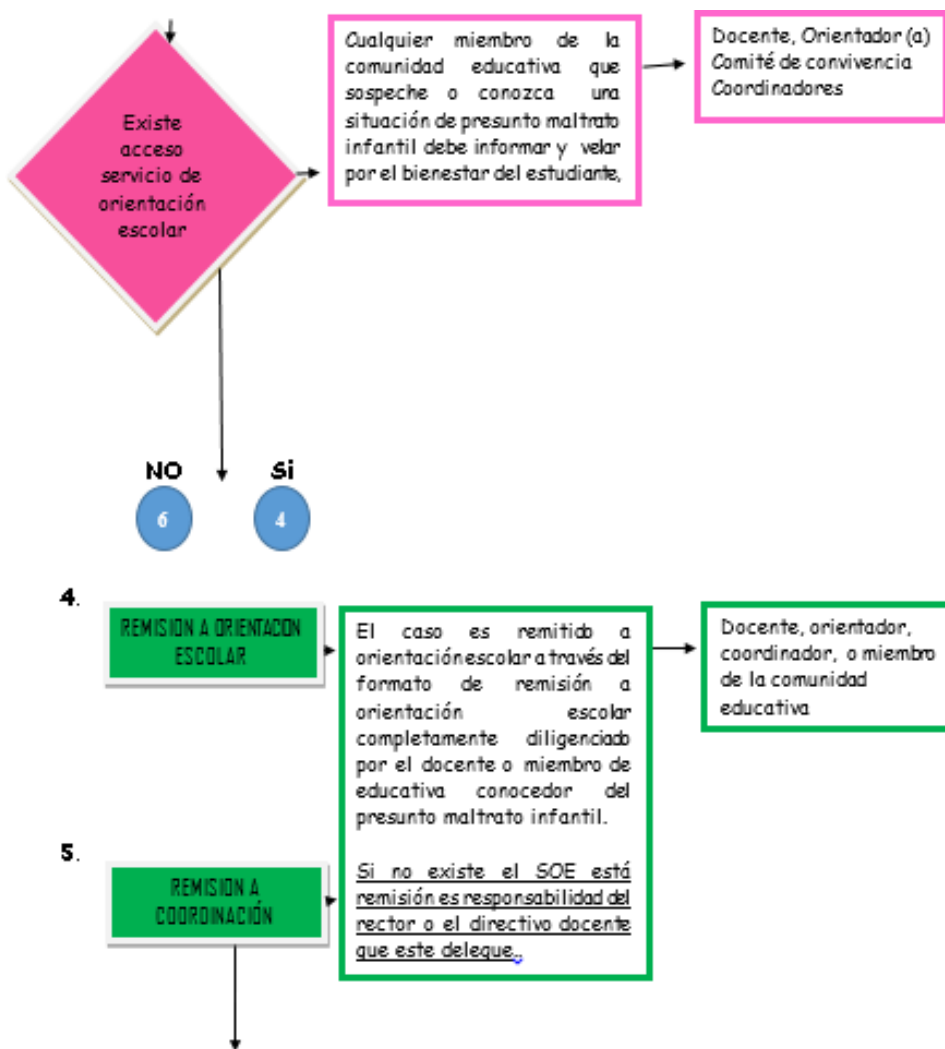 Existe
acceso
servicio de
orientación
escolar
Cualquier miembro de la
comunidad educativa que
sospeche o conozca una
situación de presunto maltrato
infantil debe informar y velar
por el bienestar del estudiante,
Docente, Orientador (a)
Comité de convivencia
Coordinadores
NO
Si
6
4
4.
REMISION A ORIENTACON
ESCOLAR
El caso es remitido a
orientación escolar a través del
formato de remisión a
orientación escolar
completamente diligenciado
por el docente o miembro de
educativa conocedor del
presunto maltrato infantil.
Docente, orientador,
coordinador, o miembro
de la comunidad
educativa
5.
REMISION A
COORDINACIÓN
Si no existe el SOE está
remisión es responsabilidad del
rector o el directivo docente
que este delegue..